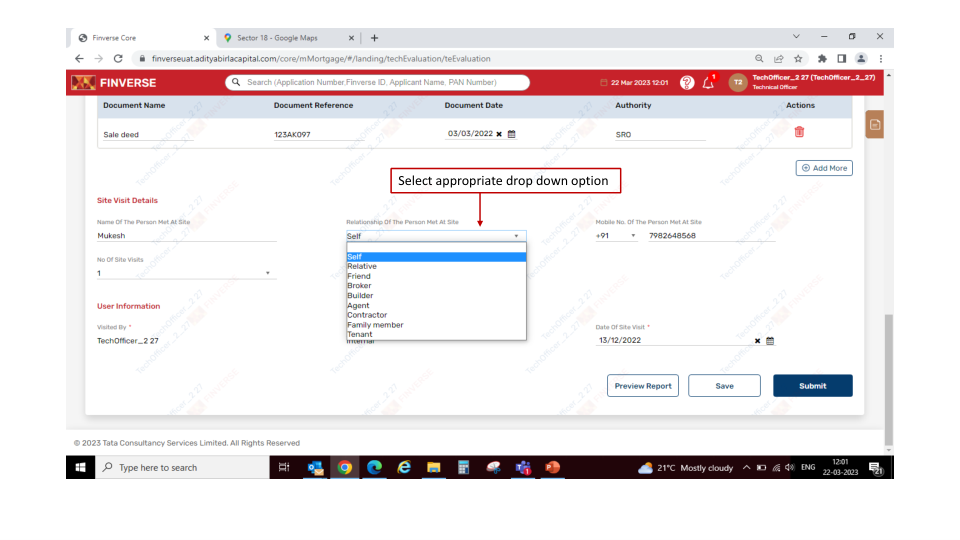 Finverse Core
Sector 18 - Google Maps
finverseuat.adityabirlacapital.com/core/mMortgage/#/landing/techEvaluation/teEvaluation
FINVERSE
Search (Application Number,Finverse ID, Applicant Name, PAN Number)
22 Mar 2023 12:01
1
T2
TechOfficer_2 27 (TechOfficer_2_27)
Technical Officer
Document Name Document Reference Document Date Authority Actions
Sale deed 123AK097 03/03/2022 SRO
Add More
Select appropriate drop down option
Site Visit Details
Name Of The Person Met At Site Relationship Of The Person Met At Site Mobile No. Of The Person Met At Site
Mukesh Self +91 7982648568
No Of Site Visits
1
Self
Relative
Friend
Broker
Builder
Agent
Contractor
Family member
Tenant
User Information
Visited By * Date Of Site Visit *
TechOfficer_2 27 Internal 13/12/2022
Preview Report Save Submit
© 2023 Tata Consultancy Services Limited. All Rights Reserved
Type here to search
21°C Mostly cloudy
ENG
12:01
22-03-2023
21